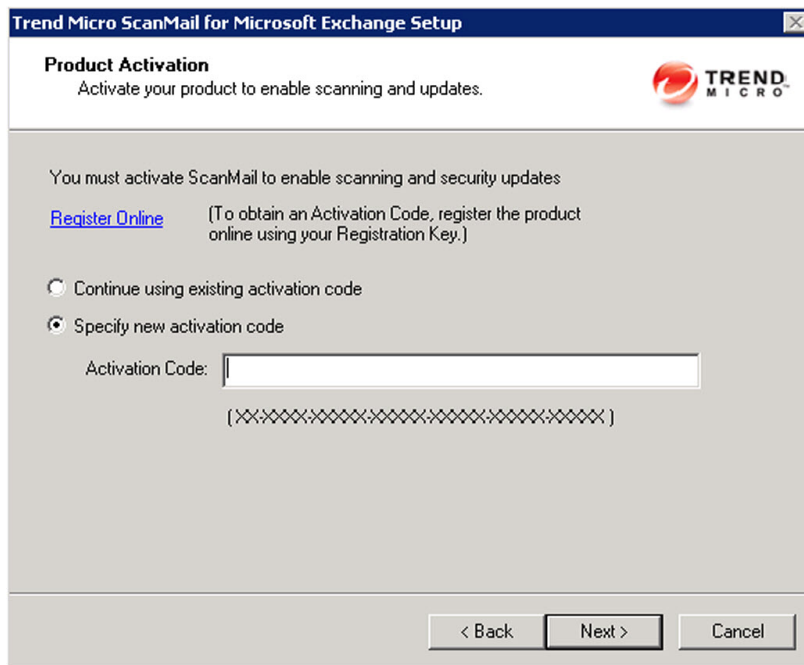 Trend Micro ScanMail for Microsoft Exchange Setup
Product Activation
Activate your product to enable scanning and updates.
TREND
MICRO™
You must activate ScanMail to enable scanning and security updates
Register Online
(To obtain an Activation Code, register the product
online using your Registration Key.)
Continue using existing activation code
Specify new activation code
Activation Code:
(XX-XXXX-XXXXX-XXXXX-XXXXX-XXXXX-XXXXX )
< Back
Next >
Cancel